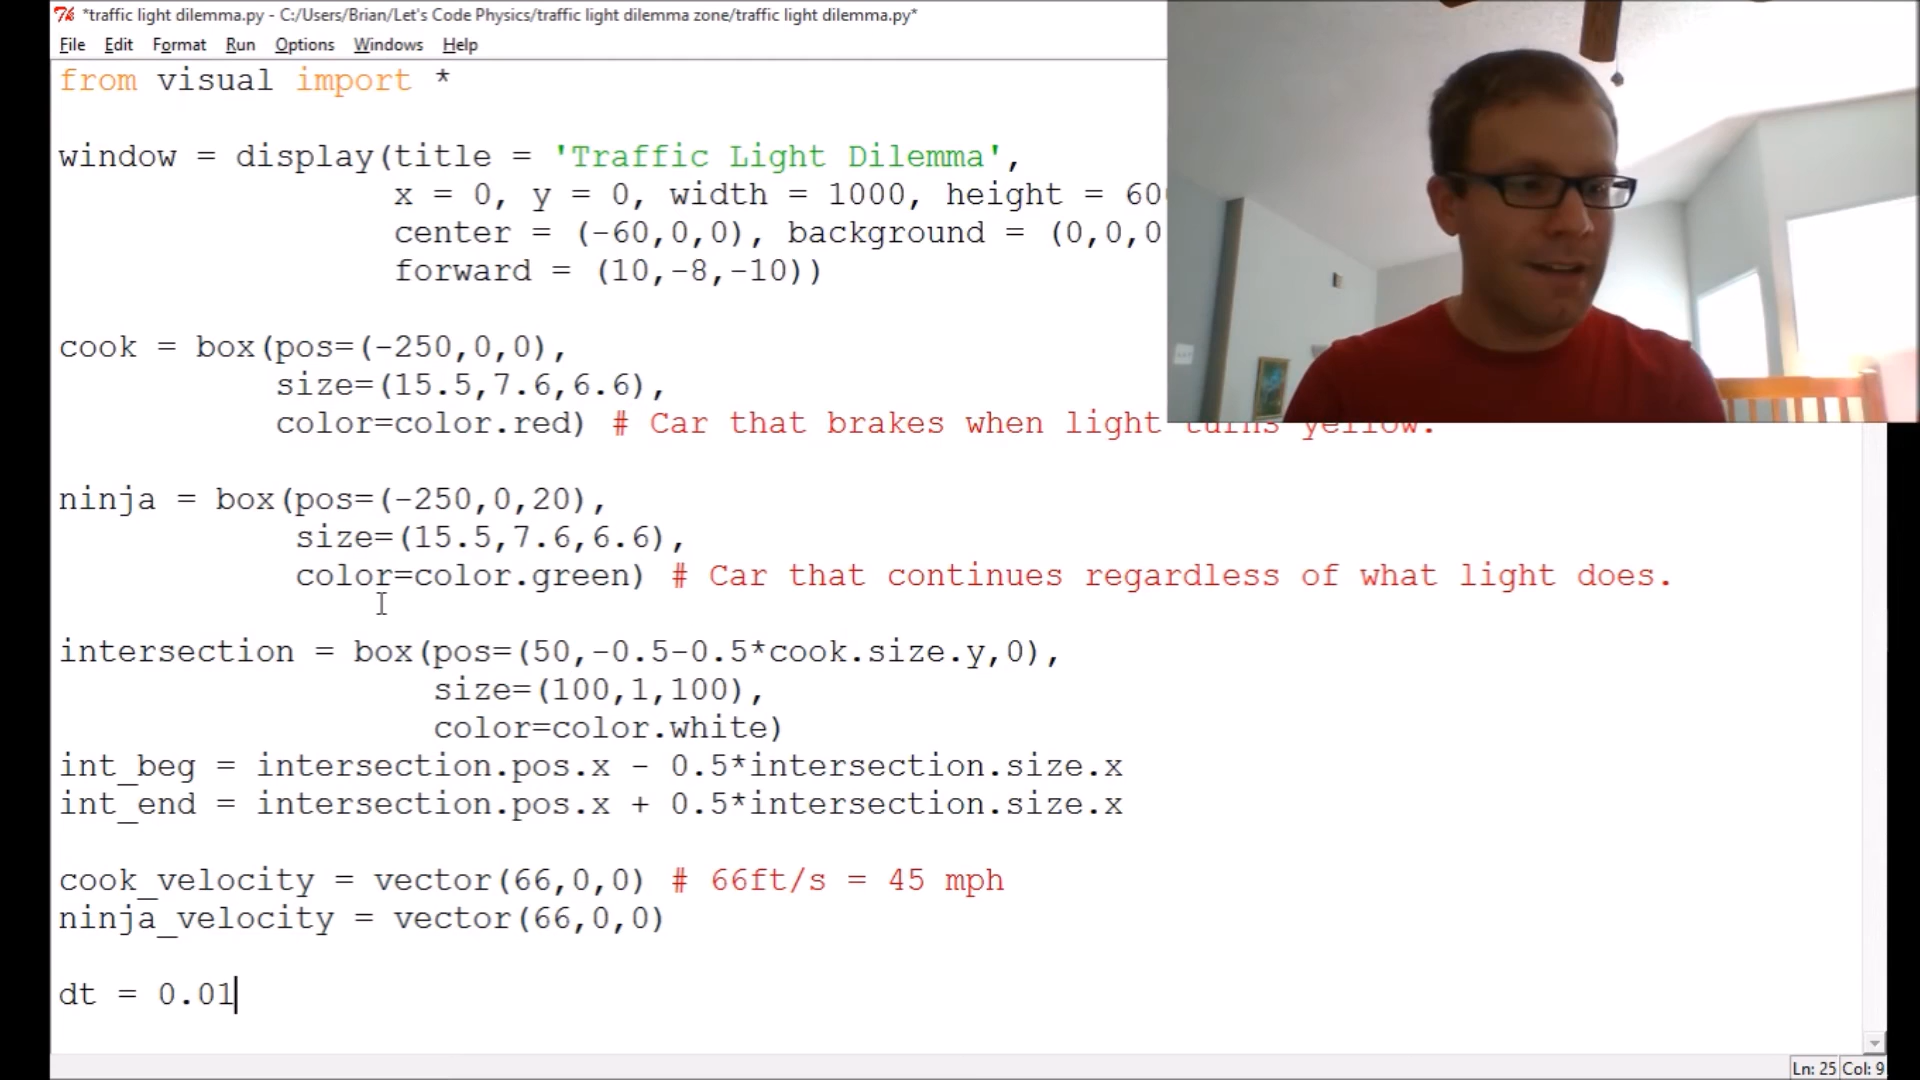 *traffic light dilemma.py - C:/Users/Brian/Let's Code Physics/traffic light dilemma zone/traffic light dilemma.py*
File Edit Format Run Options Windows Help
from visual import *
window = display(title = 'Traffic Light Dilemma',
x = 0, y = 0, width = 1000, height = 60
center = (-60,0,0), background = (0,0,0
forward = (10,-8,-10))
cook = box(pos=(-250,0,0),
size=(15.5,7.6,6.6),
color=color.red) # Car that brakes when light turns yellow.
ninja = box(pos=(-250,0,20),
size=(15.5,7.6,6.6),
color=color.green) # Car that continues regardless of what light does.
intersection = box(pos=(50,-0.5-0.5*cook.size.y,0),
size=(100,1,100),
color=color.white)
int_beg = intersection.pos.x - 0.5*intersection.size.x
int_end = intersection.pos.x + 0.5*intersection.size.x
cook_velocity = vector(66,0,0) # 66ft/s = 45 mph
ninja_velocity = vector(66,0,0)
dt = 0.01
Ln: 25 Col: 9